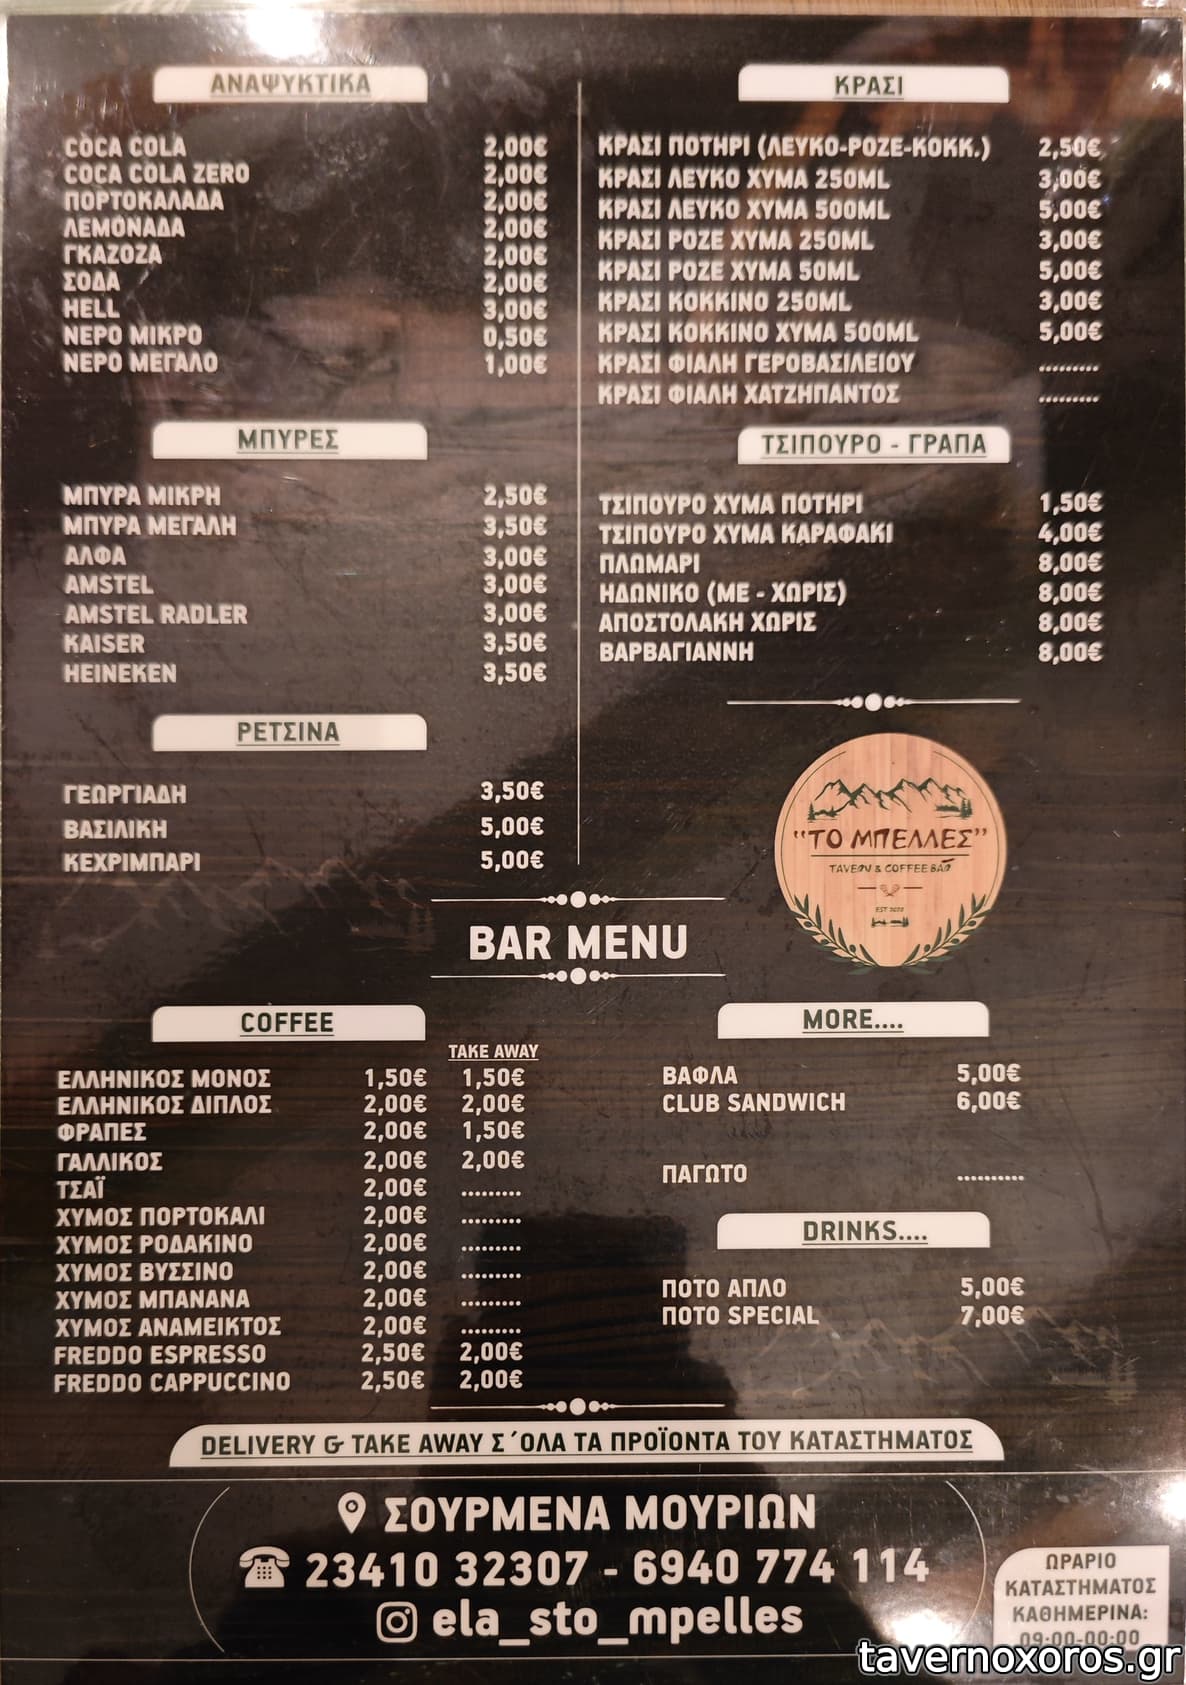 ΑΝΑΨΥΚΤΙΚΑ
COCA COLA 2,00€
COCA COLA ZERO 2,00€
ΠΟΡΤΟΚΑΛΑΔΑ 2,00€
ΛΕΜΟΝΑΔΑ 2,00€
ΓΚΑΖΟΖΑ 2,00€
ΣΟΔΑ 2,00€
HELL 3,00€
ΝΕΡΟ ΜΙΚΡΟ 0,50€
ΝΕΡΟ ΜΕΓΑΛΟ 1,00€
ΜΠΥΡΕΣ
ΜΠΥΡΑ ΜΙΚΡΗ 2,50€
ΜΠΥΡΑ ΜΕΓΑΛΗ 3,50€
ΑΛΦΑ 3,00€
AMSTEL 3,00€
AMSTEL RADLER 3,00€
KAISER 3,50€
HEINEKEN 3,50€
ΡΕΤΣΙΝΑ
ΓΕΩΡΓΙΑΔΗ 3,50€
ΒΑΣΙΛΙΚΗ 5,00€
ΚΕΧΡΙΜΠΑΡΙ 5,00€
ΚΡΑΣΙ
ΚΡΑΣΙ ΠΟΤΗΡΙ (ΛΕΥΚΟ-ΡΟΖΕ-ΚΟΚΚ.) 2,50€
ΚΡΑΣΙ ΛΕΥΚΟ ΧΥΜΑ 250ML 3,00€
ΚΡΑΣΙ ΛΕΥΚΟ ΧΥΜΑ 500ML 5,00€
ΚΡΑΣΙ ΡΟΖΕ ΧΥΜΑ 250ML 3,00€
ΚΡΑΣΙ ΡΟΖΕ ΧΥΜΑ 50ML 5,00€
ΚΡΑΣΙ ΚΟΚΚΙΝΟ 250ML 3,00€
ΚΡΑΣΙ ΚΟΚΚΙΝΟ ΧΥΜΑ 500ML 5,00€
ΚΡΑΣΙ ΦΙΑΛΗ ΓΕΡΟΒΑΣΙΛΕΙΟΥ .........
ΚΡΑΣΙ ΦΙΑΛΗ ΧΑΤΖΗΠΑΝΤΟΣ .........
ΤΣΙΠΟΥΡΟ - ΓΡΑΠΑ
ΤΣΙΠΟΥΡΟ ΧΥΜΑ ΠΟΤΗΡΙ 1,50€
ΤΣΙΠΟΥΡΟ ΧΥΜΑ ΚΑΡΑΦΑΚΙ 4,00€
ΠΛΩΜΑΡΙ 8,00€
ΗΔΩΝΙΚΟ (ΜΕ - ΧΩΡΙΣ) 8,00€
ΑΠΟΣΤΟΛΑΚΗ ΧΩΡΙΣ 8,00€
ΒΑΡΒΑΓΙΑΝΝΗ 8,00€
"ΤΟ ΜΠΕΛΛΕΣ"
TAVERN & COFFEE BAR
EST 2020
BAR MENU
COFFEE
TAKE AWAY
ΕΛΛΗΝΙΚΟΣ ΜΟΝΟΣ 1,50€ 1,50€
ΕΛΛΗΝΙΚΟΣ ΔΙΠΛΟΣ 2,00€ 2,00€
ΦΡΑΠΕΣ 2,00€ 1,50€
ΓΑΛΛΙΚΟΣ 2,00€ 2,00€
ΤΣΑΪ 2,00€ .........
ΧΥΜΟΣ ΠΟΡΤΟΚΑΛΙ 2,00€ .........
ΧΥΜΟΣ ΡΟΔΑΚΙΝΟ 2,00€ .........
ΧΥΜΟΣ ΒΥΣΣΙΝΟ 2,00€ .........
ΧΥΜΟΣ ΜΠΑΝΑΝΑ 2,00€ .........
ΧΥΜΟΣ ΑΝΑΜΕΙΚΤΟΣ 2,00€ .........
FREDDO ESPRESSO 2,50€ 2,00€
FREDDO CAPPUCCINO 2,50€ 2,00€
MORE....
ΒΑΦΛΑ 5,00€
CLUB SANDWICH 6,00€
ΠΑΓΩΤΟ ..........
DRINKS....
ΠΟΤΟ ΑΠΛΟ 5,00€
ΠΟΤΟ SPECIAL 7,00€
DELIVERY & TAKE AWAY Σ΄ΟΛΑ ΤΑ ΠΡΟΪΟΝΤΑ ΤΟΥ ΚΑΤΑΣΤΗΜΑΤΟΣ
ΣΟΥΡΜΕΝΑ ΜΟΥΡΙΩΝ
23410 32307 - 6940 774 114
ela_sto_mpelles
ΩΡΑΡΙΟ
ΚΑΤΑΣΤΗΜΑΤΟΣ
ΚΑΘΗΜΕΡΙΝΑ:
09:00-00:00
tavernoxoros.gr